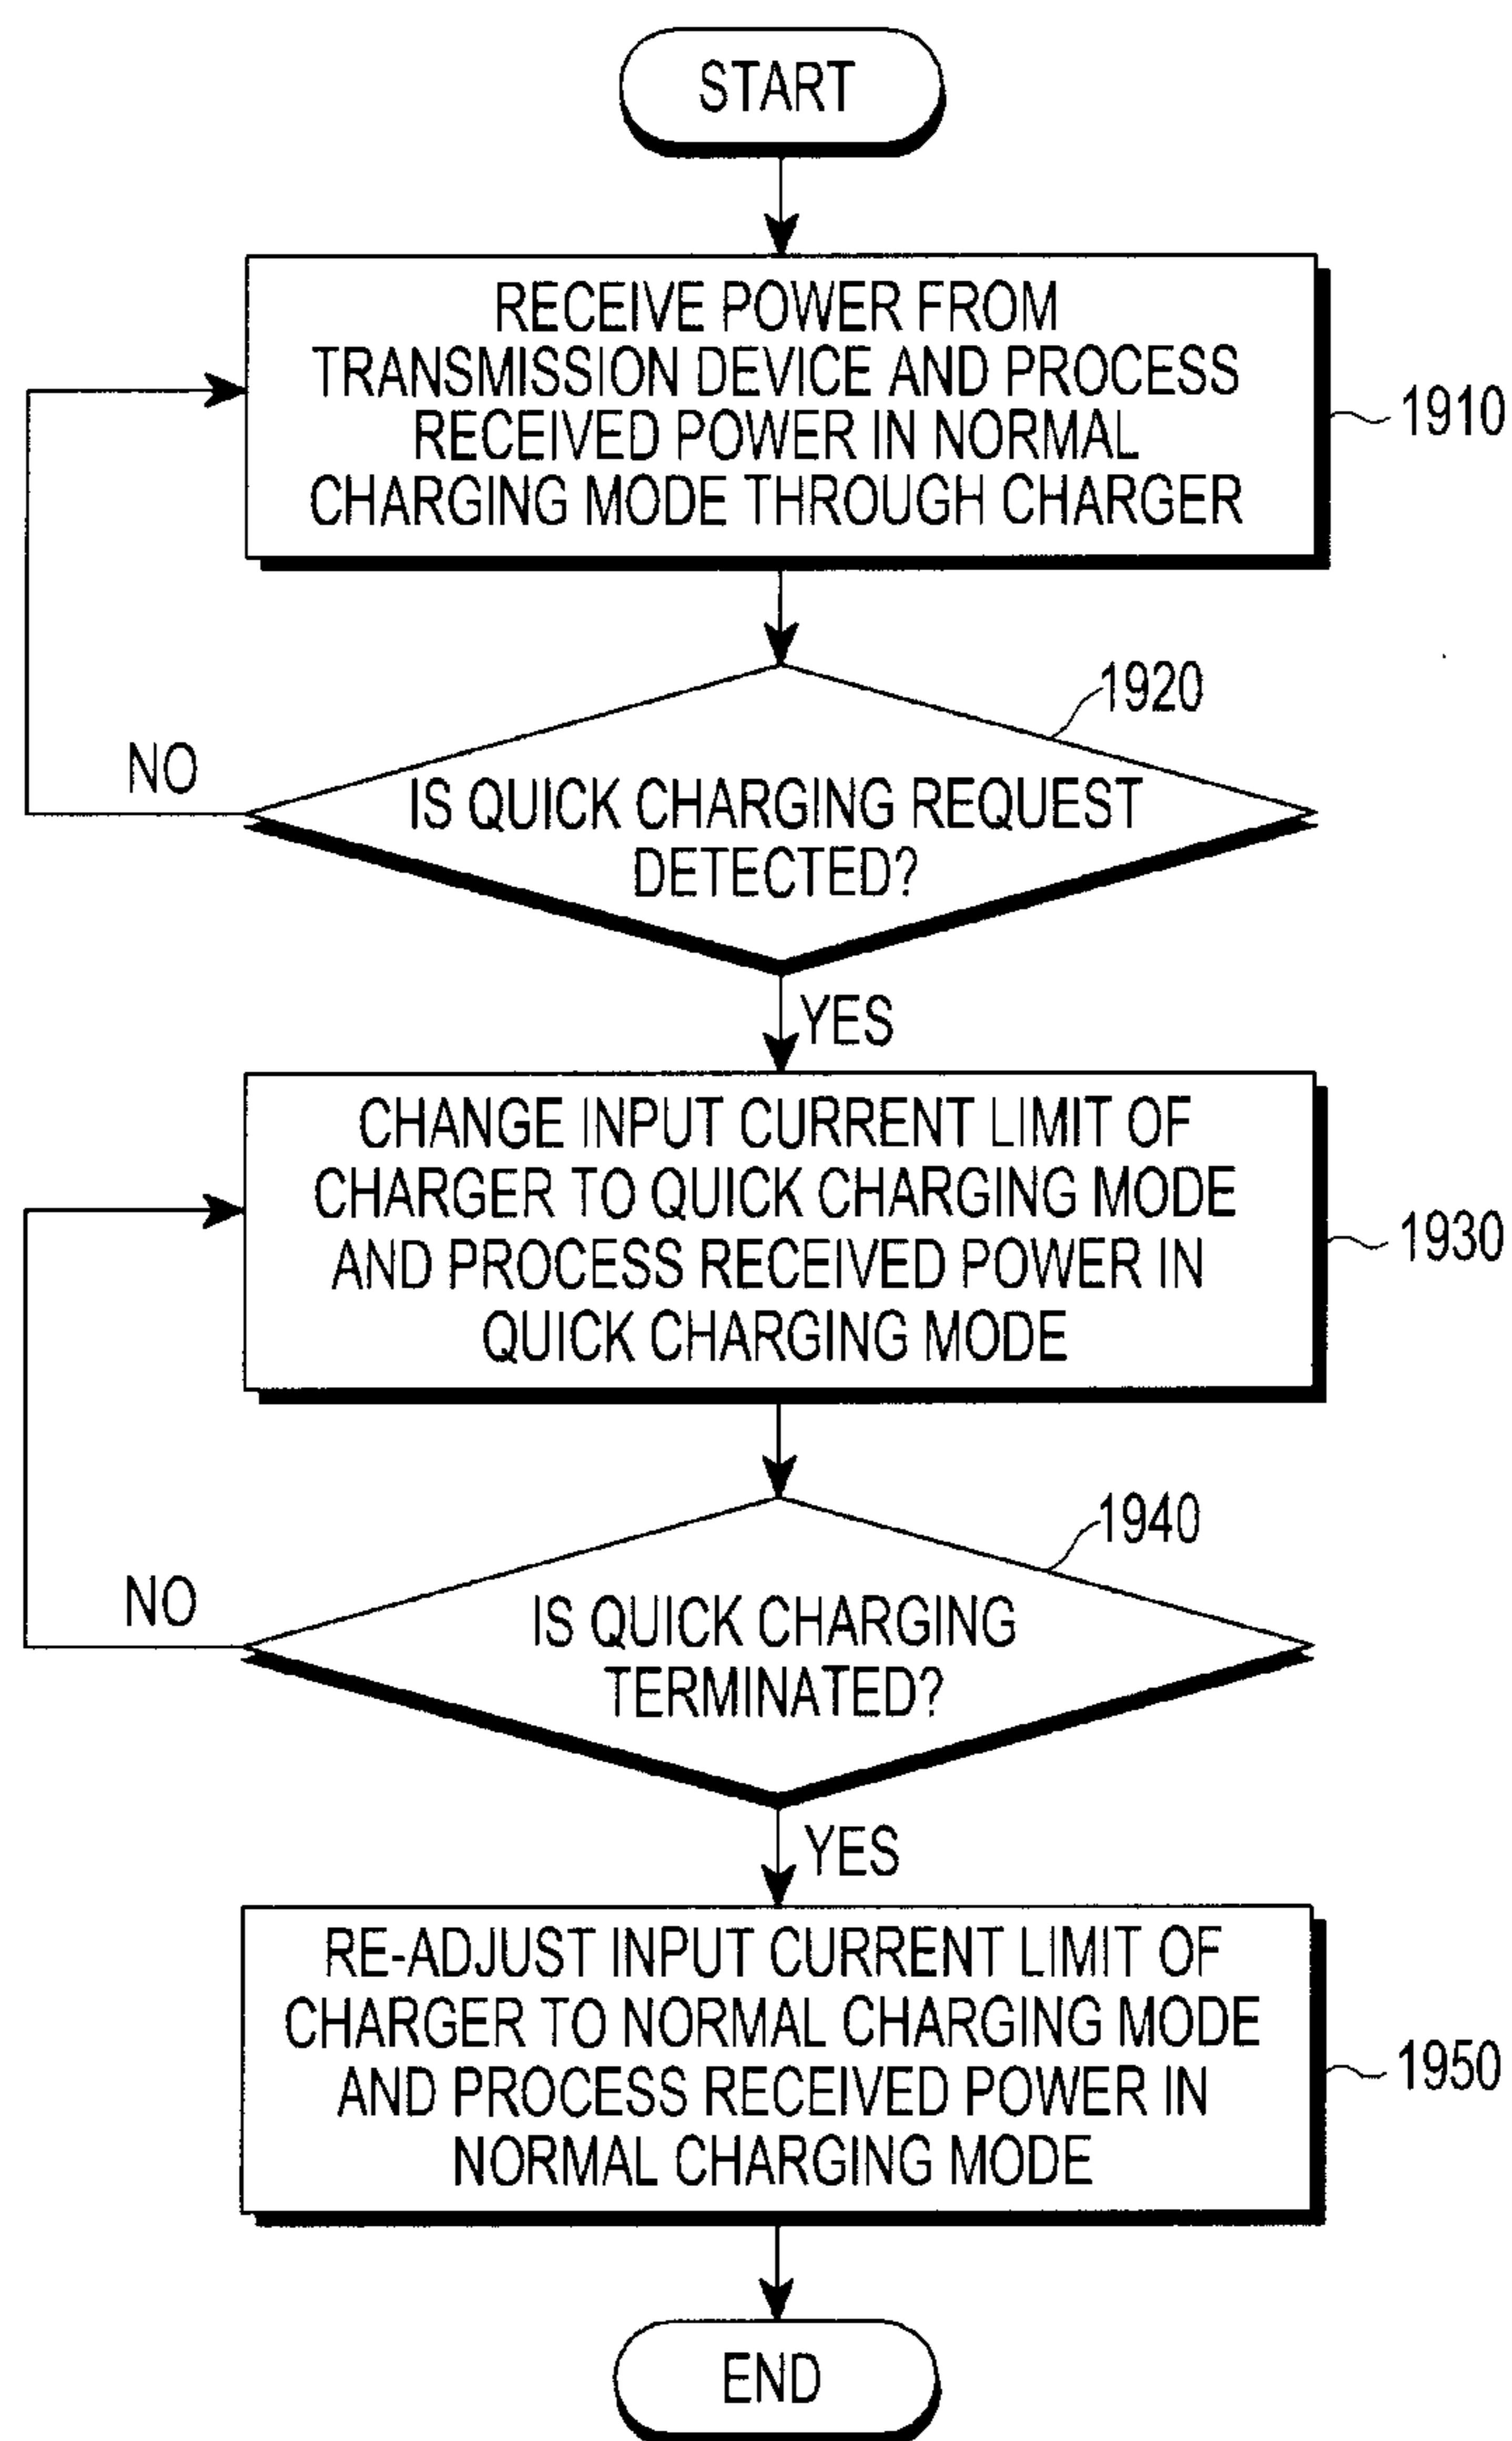 START
RECEIVE POWER FROM
TRANSMISSION DEVICE AND PROCESS
RECEIVED POWER IN NORMAL
CHARGING MODE THROUGH CHARGER
1910
1920
NO
IS QUICK CHARGING REQUEST
DETECTED?
YES
CHANGE INPUT CURRENT LIMIT OF
CHARGER TO QUICK CHARGING MODE
AND PROCESS RECEIVED POWER IN
QUICK CHARGING MODE
1930
1940
NO
IS QUICK CHARGING
TERMINATED?
YES
RE-ADJUST INPUT CURRENT LIMIT OF
CHARGER TO NORMAL CHARGING MODE
AND PROCESS RECEIVED POWER IN
NORMAL CHARGING MODE
1950
END